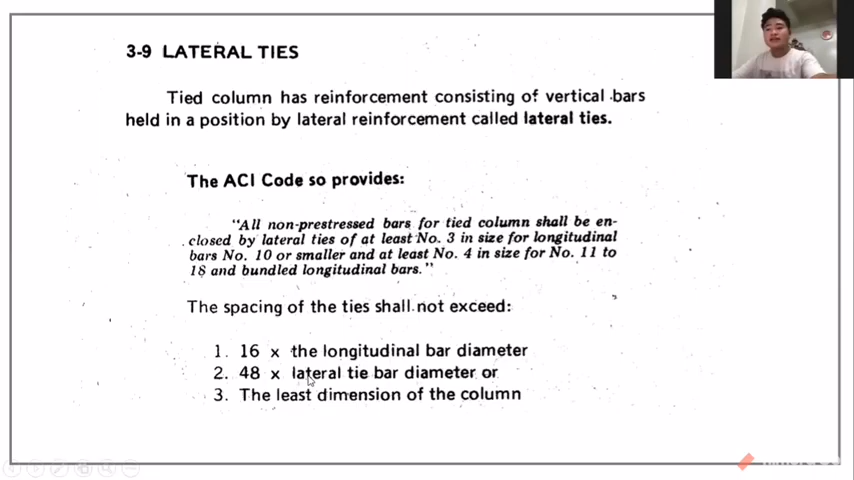 3-9 LATERAL TIES
Tied column has reinforcement consisting of vertical bars
held in a position by lateral reinforcement called lateral ties.
The ACI Code so provides:
"All non-prestressed bars for tied column shall be en-
closed by lateral ties of at least No. 3 in size for longitudinal
bars No. 10 or smaller and at least No. 4 in size for No. 11 to
18 and bundled longitudinal bars."
The spacing of the ties shall not exceed:
1. 16 x the longitudinal bar diameter
2. 48 x lateral tie bar diameter or
3. The least dimension of the column